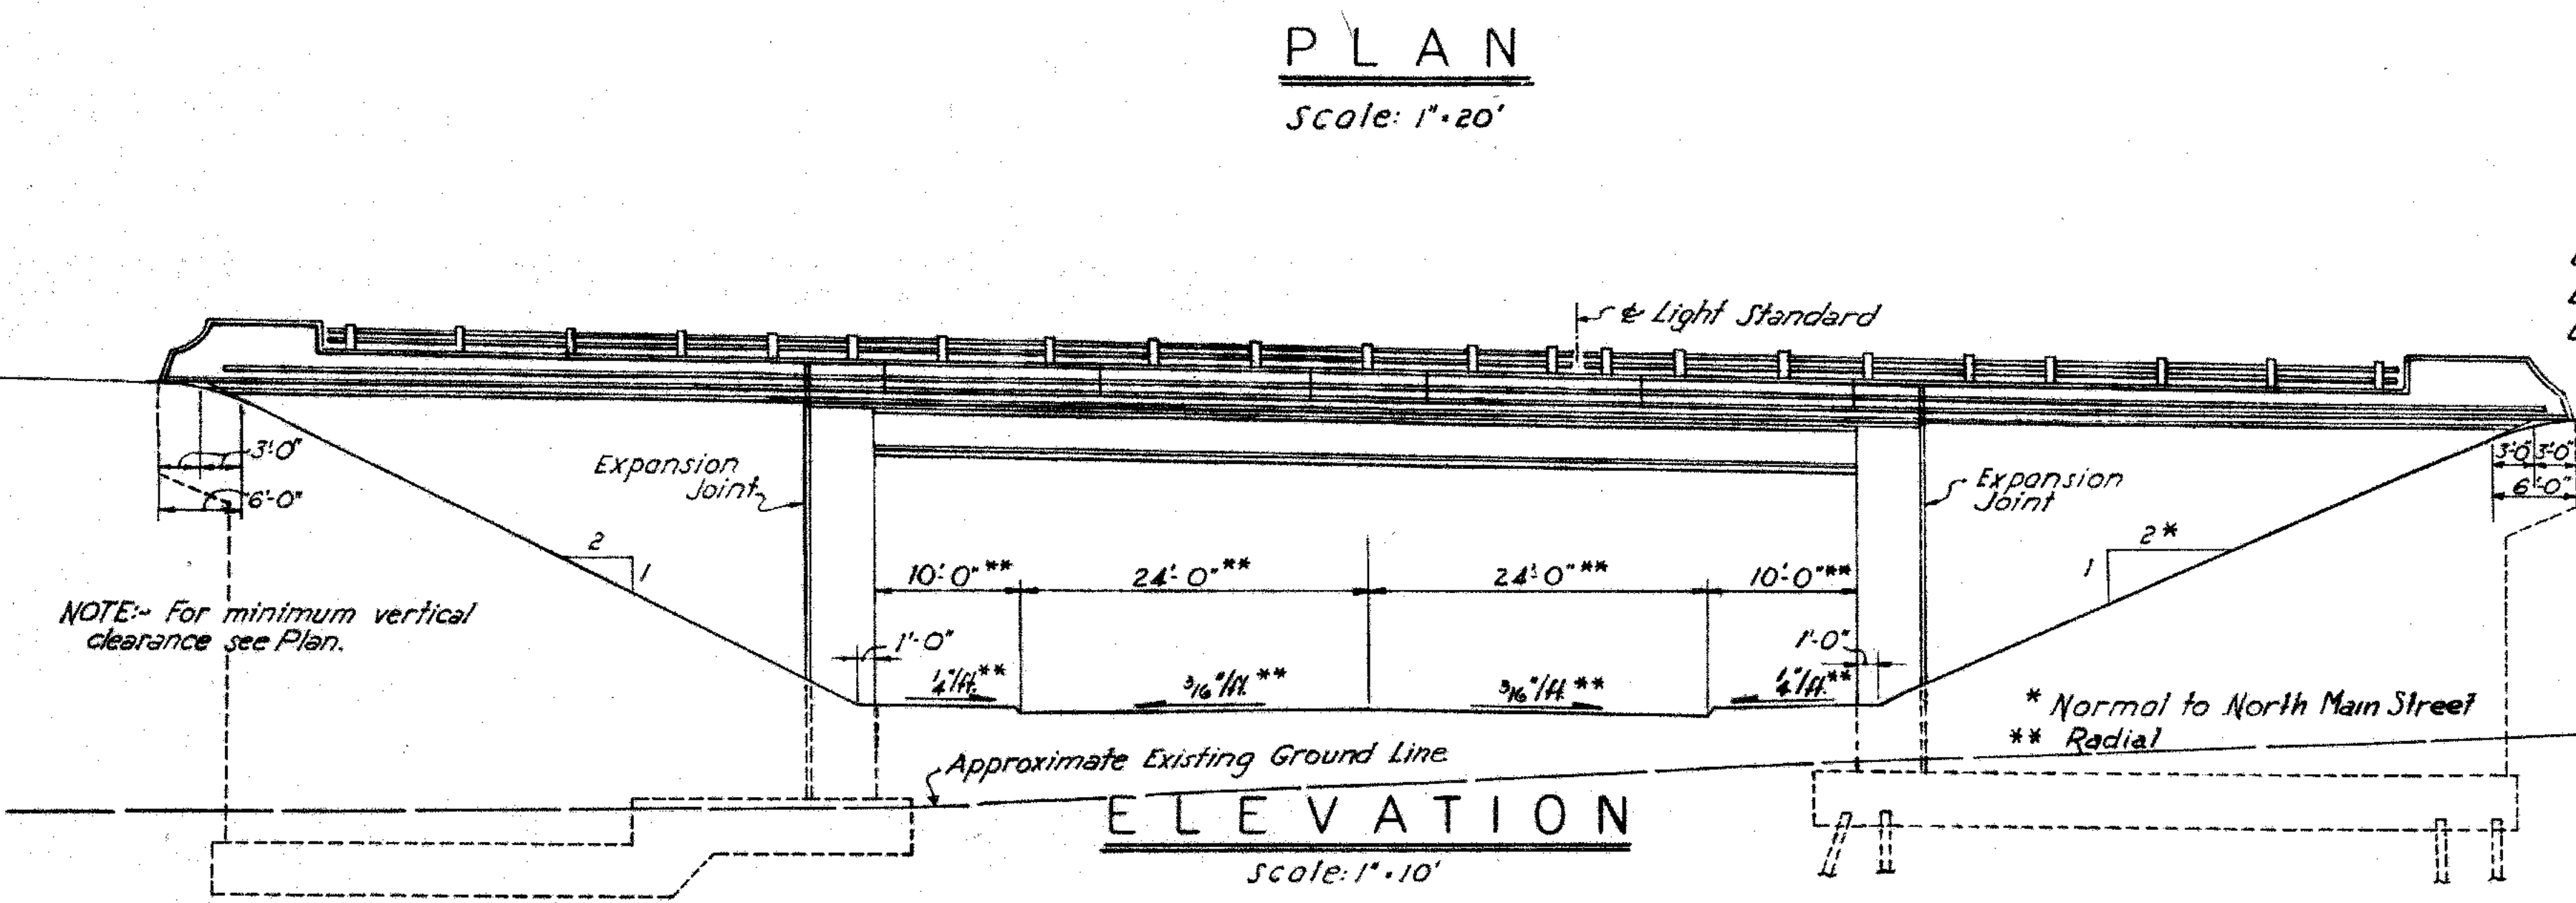 PLAN
Scale: 1"=20'
℄ Light Standard
3'-0"
6'-0"
Expansion
Joint
Expansion
Joint
3'-0" 3'-0"
6'-0"
2
1
2*
1
10'-0"** 24'-0"** 24'-0"** 10'-0"**
NOTE:- For minimum vertical
clearance see Plan.
1'-0" 1'-0"
1/4"/ft.** 3/16"/ft.** 3/16"/ft.** 1/4"/ft.**
* Normal to North Main Street
** Radial
Approximate Existing Ground Line
ELEVATION
Scale: 1"=10'